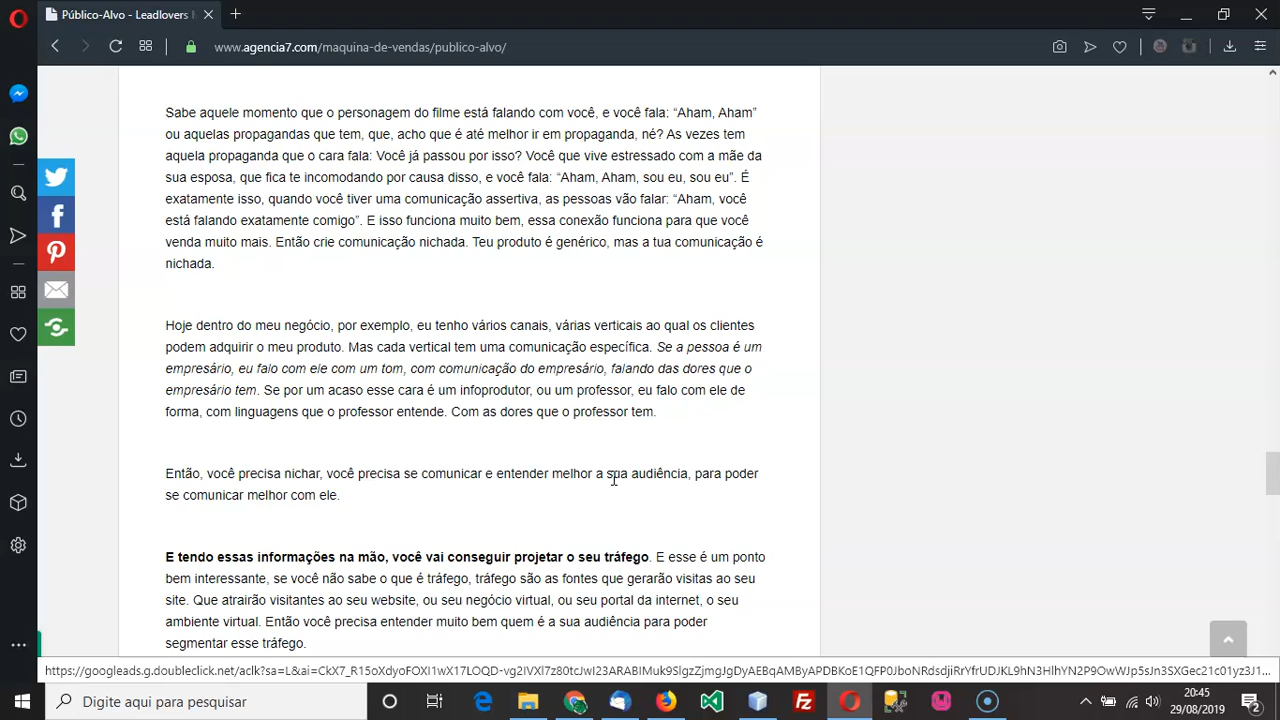 Público-Alvo - Leadlovers
www.agencia7.com/maquina-de-vendas/publico-alvo/
Sabe aquele momento que o personagem do filme está falando com você, e você fala: “Aham, Aham”
ou aquelas propagandas que tem, que, acho que é até melhor ir em propaganda, né? As vezes tem
aquela propaganda que o cara fala: Você já passou por isso? Você que vive estressado com a mãe da
sua esposa, que fica te incomodando por causa disso, e você fala: “Aham, Aham, sou eu, sou eu”. É
exatamente isso, quando você tiver uma comunicação assertiva, as pessoas vão falar: “Aham, você
está falando exatamente comigo”. E isso funciona muito bem, essa conexão funciona para que você
venda muito mais. Então crie comunicação nichada. Teu produto é genérico, mas a tua comunicação é
nichada.
Hoje dentro do meu negócio, por exemplo, eu tenho vários canais, várias verticais ao qual os clientes
podem adquirir o meu produto. Mas cada vertical tem uma comunicação específica. Se a pessoa é um
empresário, eu falo com ele com um tom, com comunicação do empresário, falando das dores que o
empresário tem. Se por um acaso esse cara é um infoprodutor, ou um professor, eu falo com ele de
forma, com linguagens que o professor entende. Com as dores que o professor tem.
Então, você precisa nichar, você precisa se comunicar e entender melhor a sua audiência, para poder
se comunicar melhor com ele.
E tendo essas informações na mão, você vai conseguir projetar o seu tráfego. E esse é um ponto
bem interessante, se você não sabe o que é tráfego, tráfego são as fontes que gerarão visitas ao seu
site. Que atrairão visitantes ao seu website, ou seu negócio virtual, ou seu portal da internet, o seu
ambiente virtual. Então você precisa entender muito bem quem é a sua audiência para poder
segmentar esse tráfego.
Digite aqui para pesquisar
20:45
29/08/2019
2